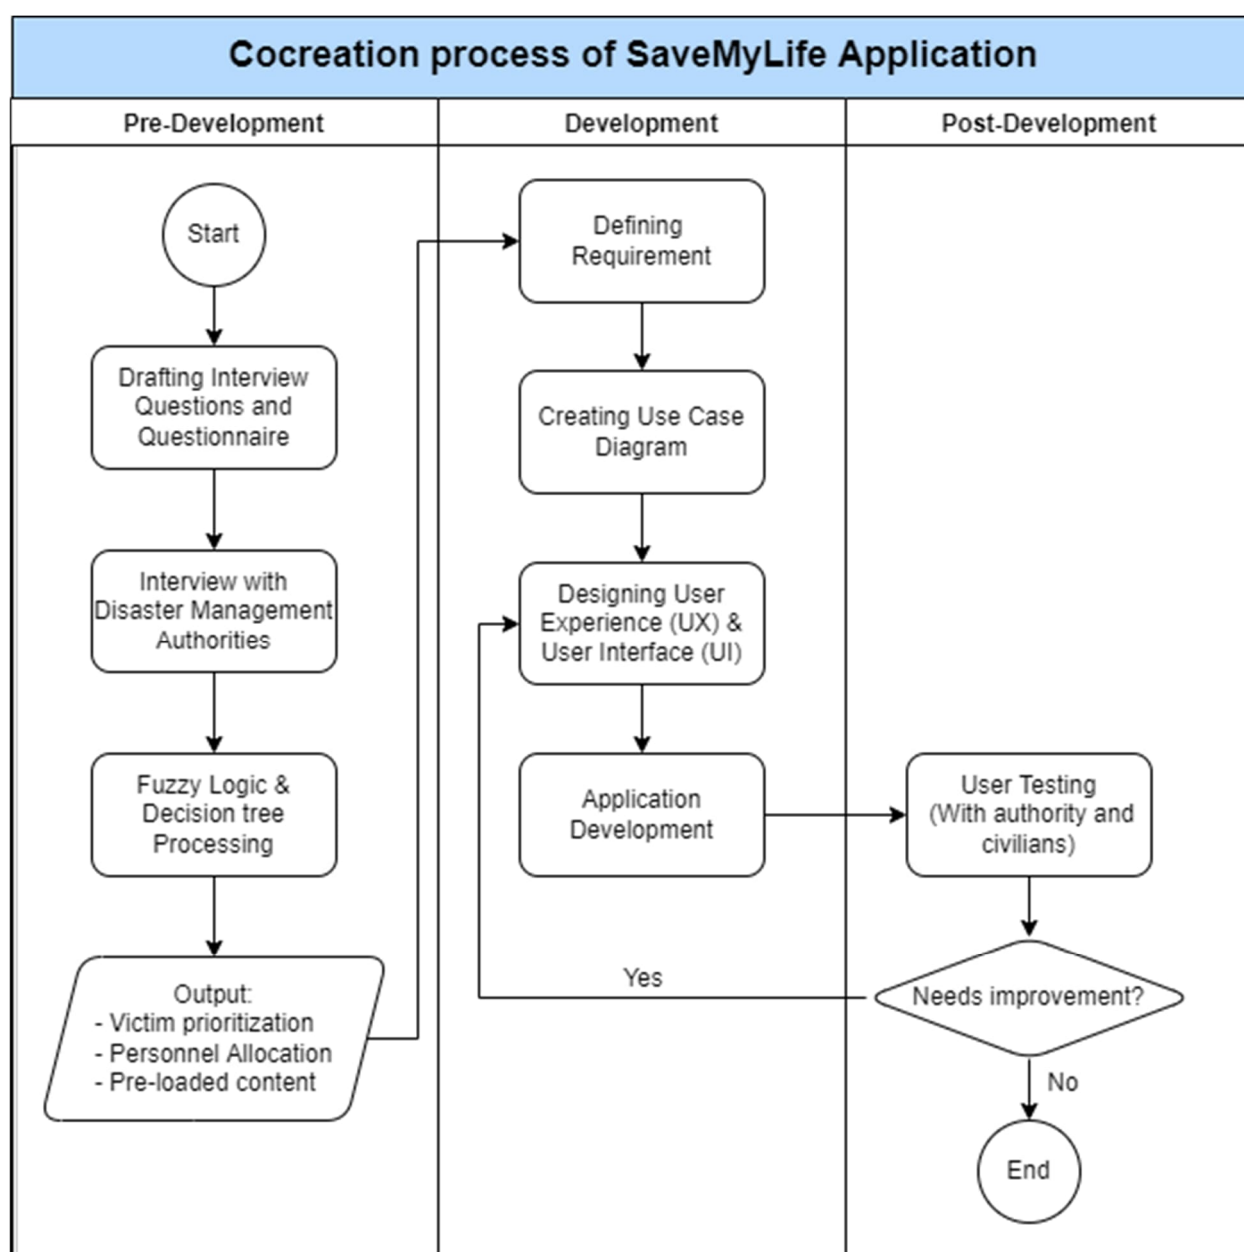 Cocreation process of SaveMyLife Application
Pre-Development
Development
Post-Development
Start
Drafting Interview
Questions and
Questionnaire
Interview with
Disaster Management
Authorities
Fuzzy Logic &
Decision tree
Processing
Output:
- Victim prioritization
- Personnel Allocation
- Pre-loaded content
Defining
Requirement
Creating Use Case
Diagram
Designing User
Experience (UX) &
User Interface (UI)
Application
Development
Yes
User Testing
(With authority and
civilians)
Needs improvement?
No
End